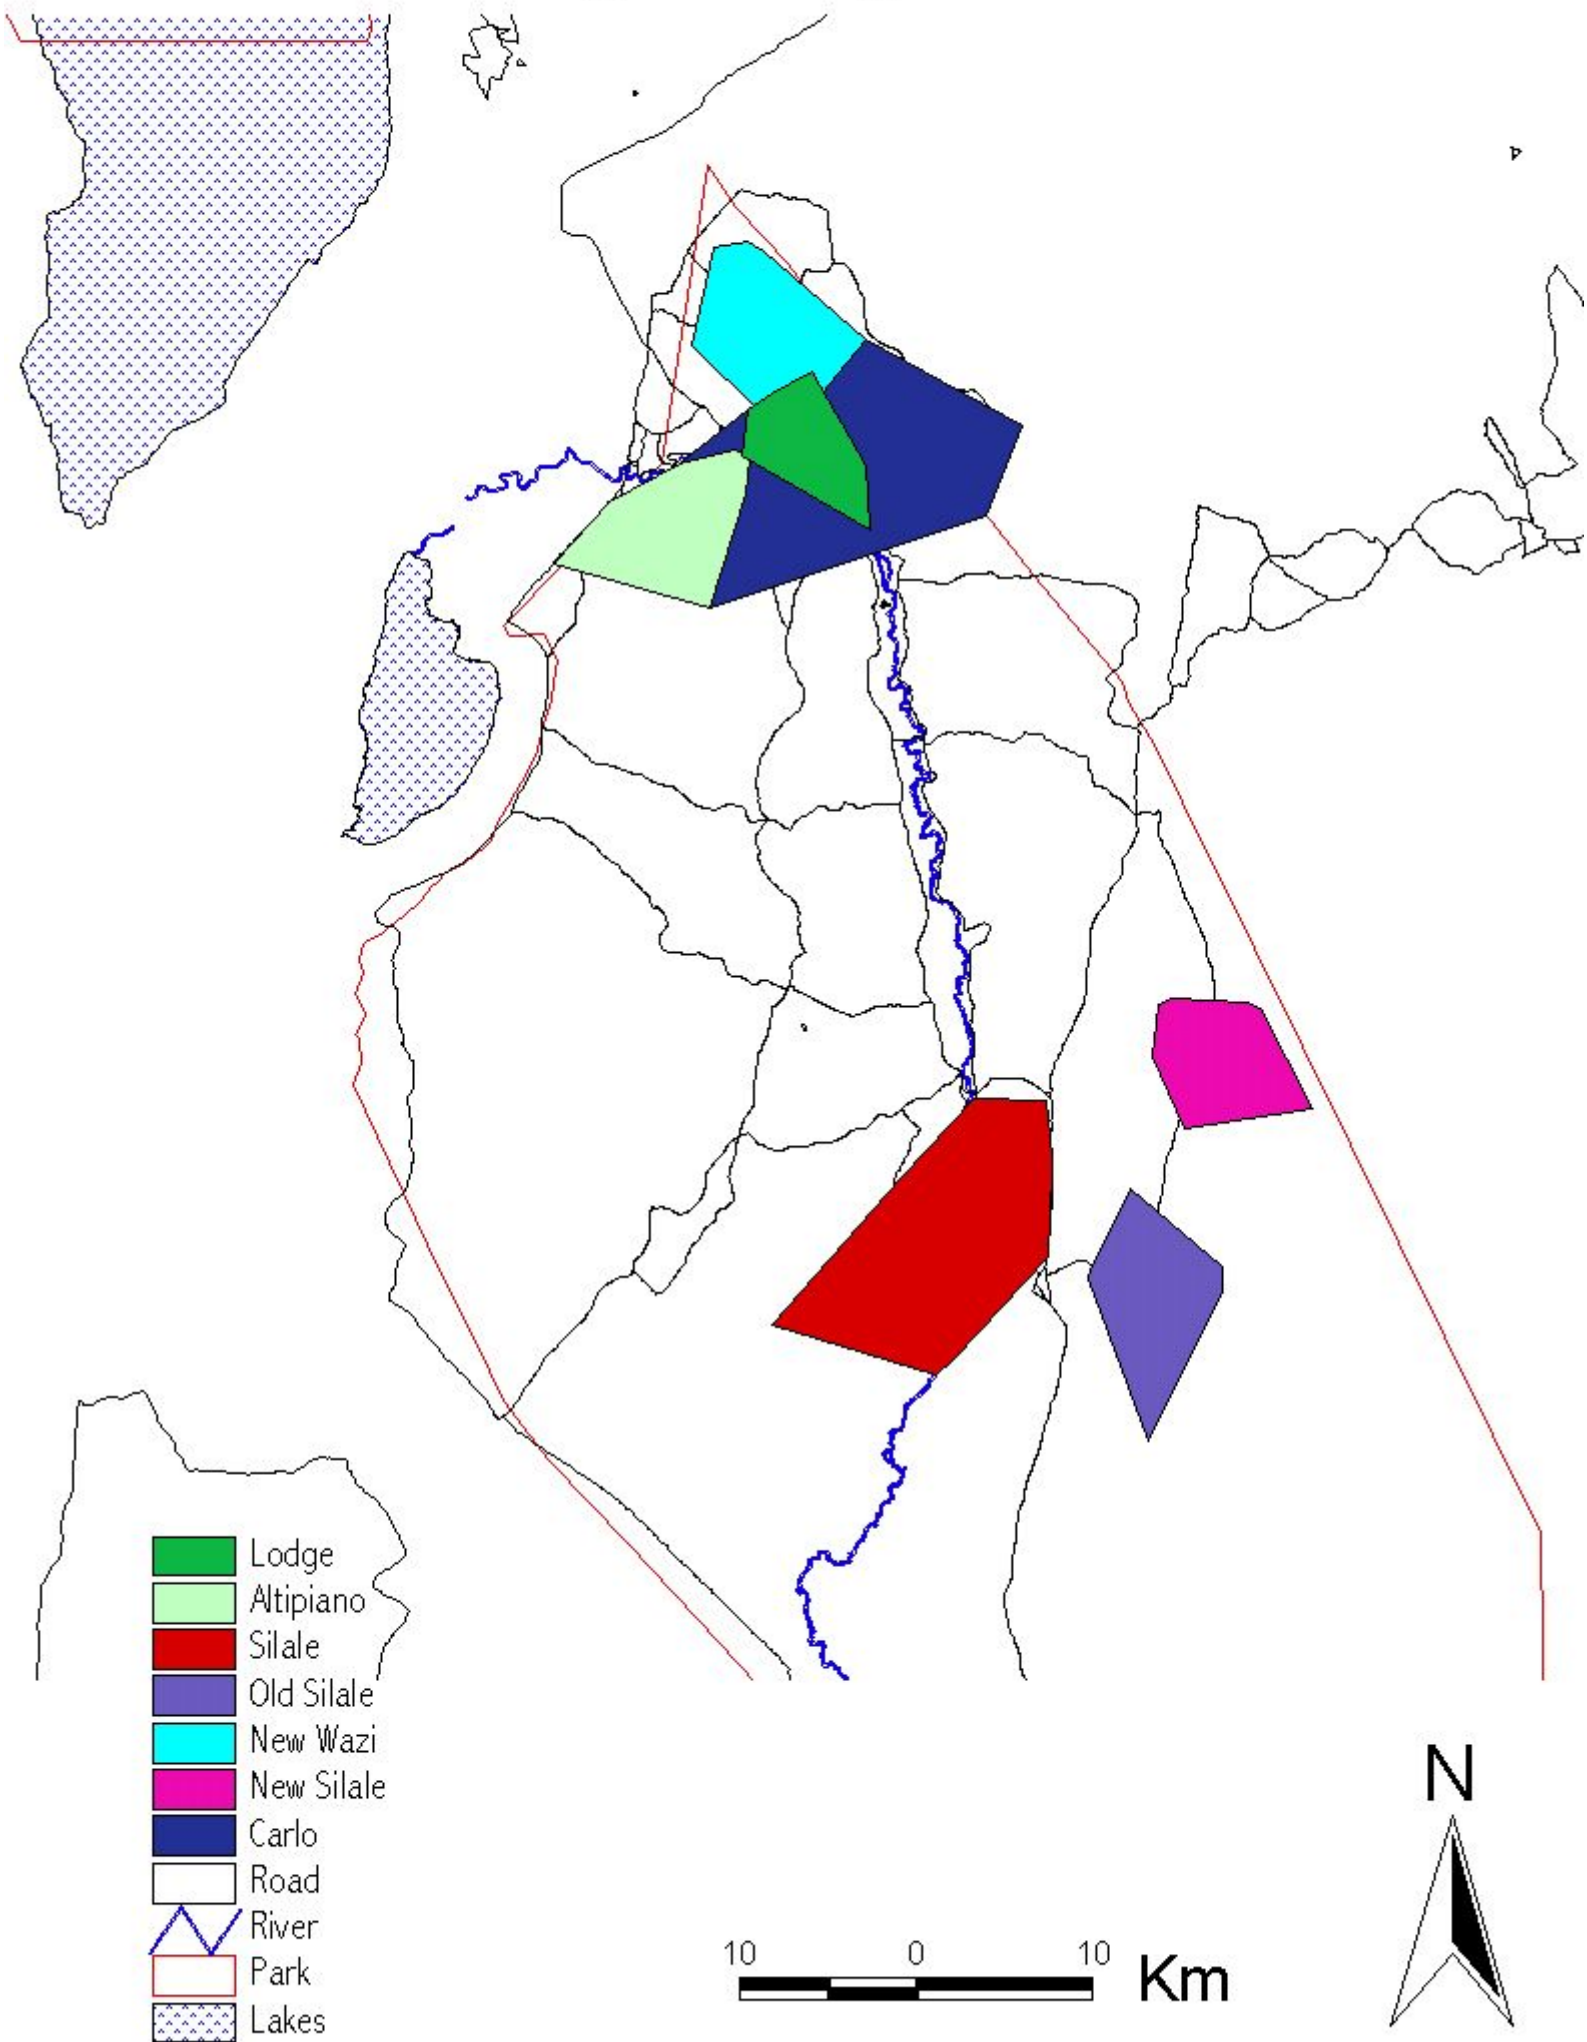 Lodge
Altipiano
Silale
Old Silale
New Wazi
New Silale
Carlo
Road
River
Park
Lakes
10 0 10
Km
N